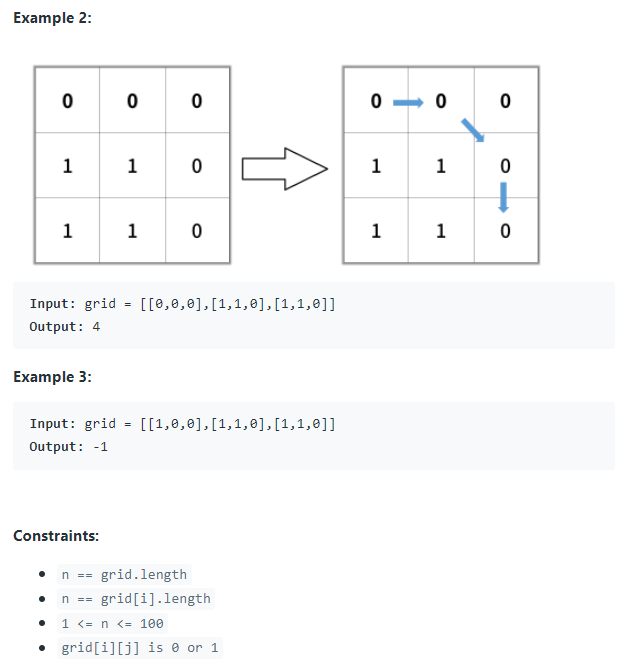 Example 2:
0 0 0 0 0 0
1 1 0 1 1 0
1 1 0 1 1 0
Input: grid = [[0,0,0],[1,1,0],[1,1,0]]
Output: 4
Example 3:
Input: grid = [[1,0,0],[1,1,0],[1,1,0]]
Output: -1
Constraints:
• n == grid.length
• n == grid[i].length
• 1 <= n <= 100
• grid[i][j] is 0 or 1